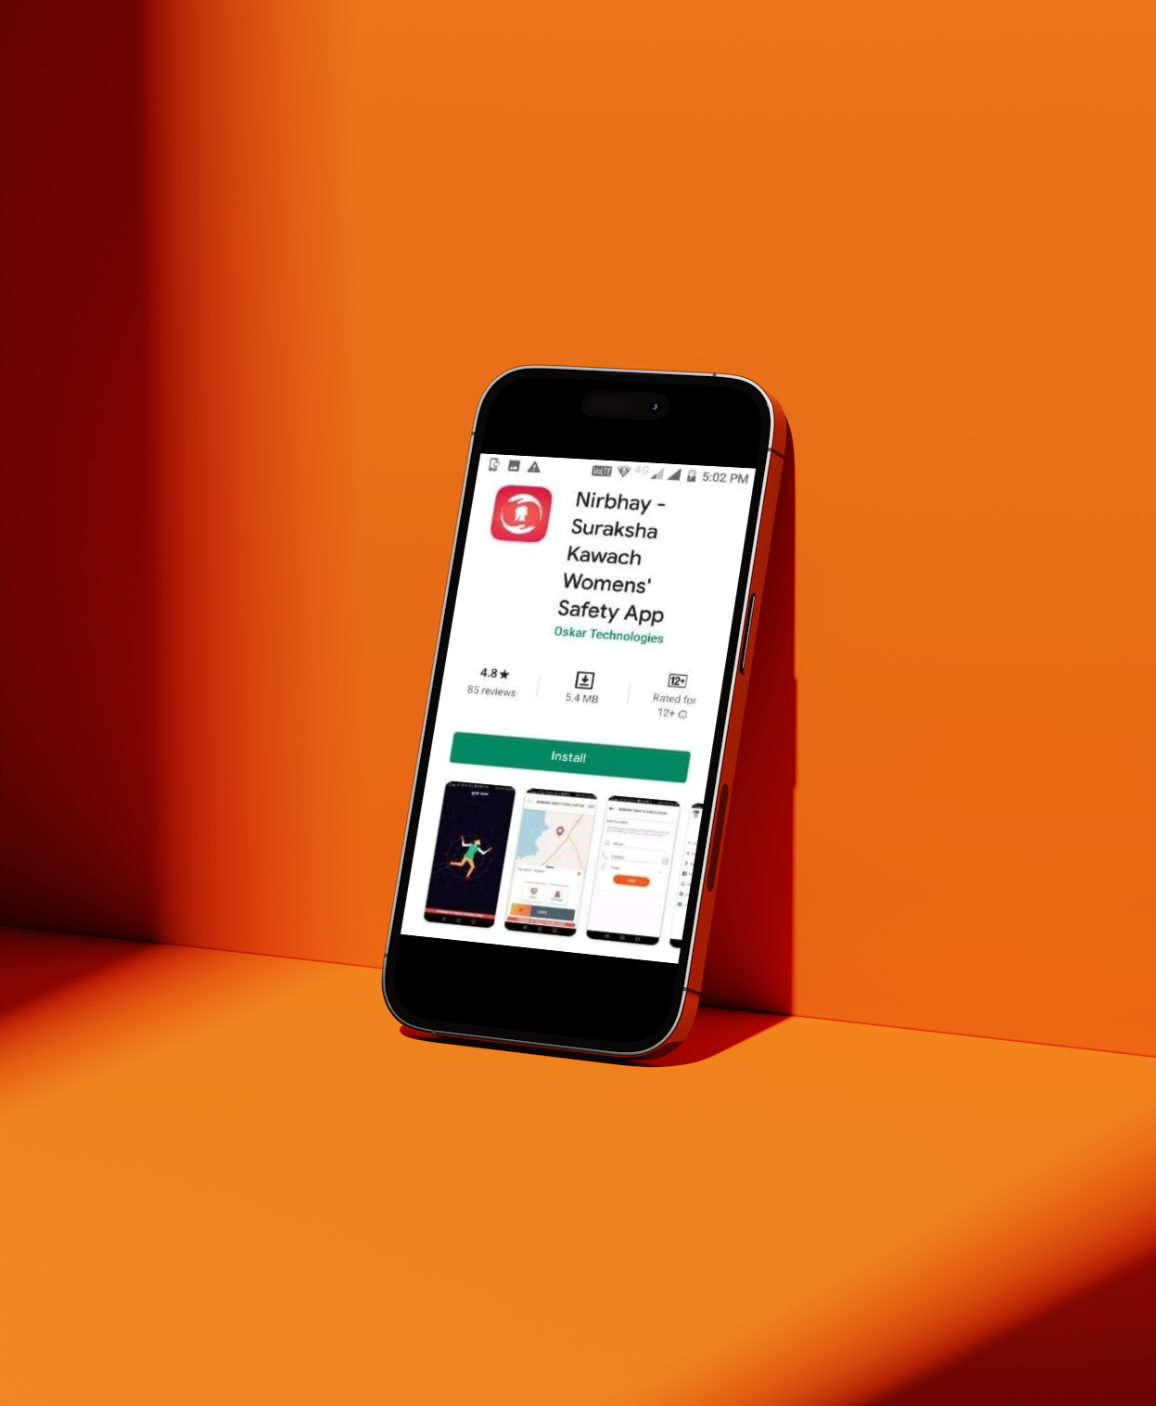 VoLTE 4G 5:02 PM
Nirbhay -
Suraksha
Kawach
Womens'
Safety App
Oskar Technologies
4.8★
85 reviews
5.4 MB
12+
Rated for
12+
Install